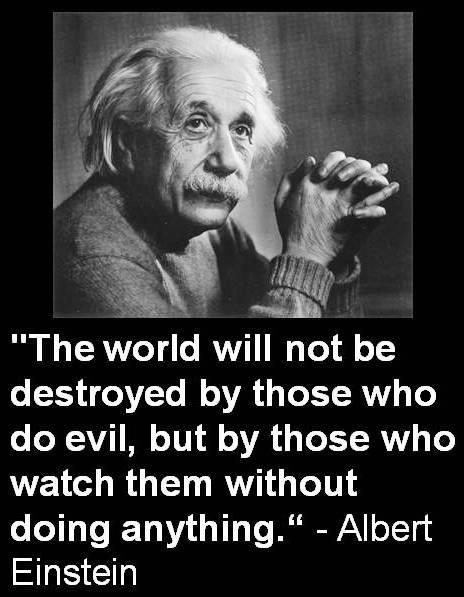 "The world will not be
destroyed by those who
do evil, but by those who
watch them without
doing anything.“ - Albert
Einstein